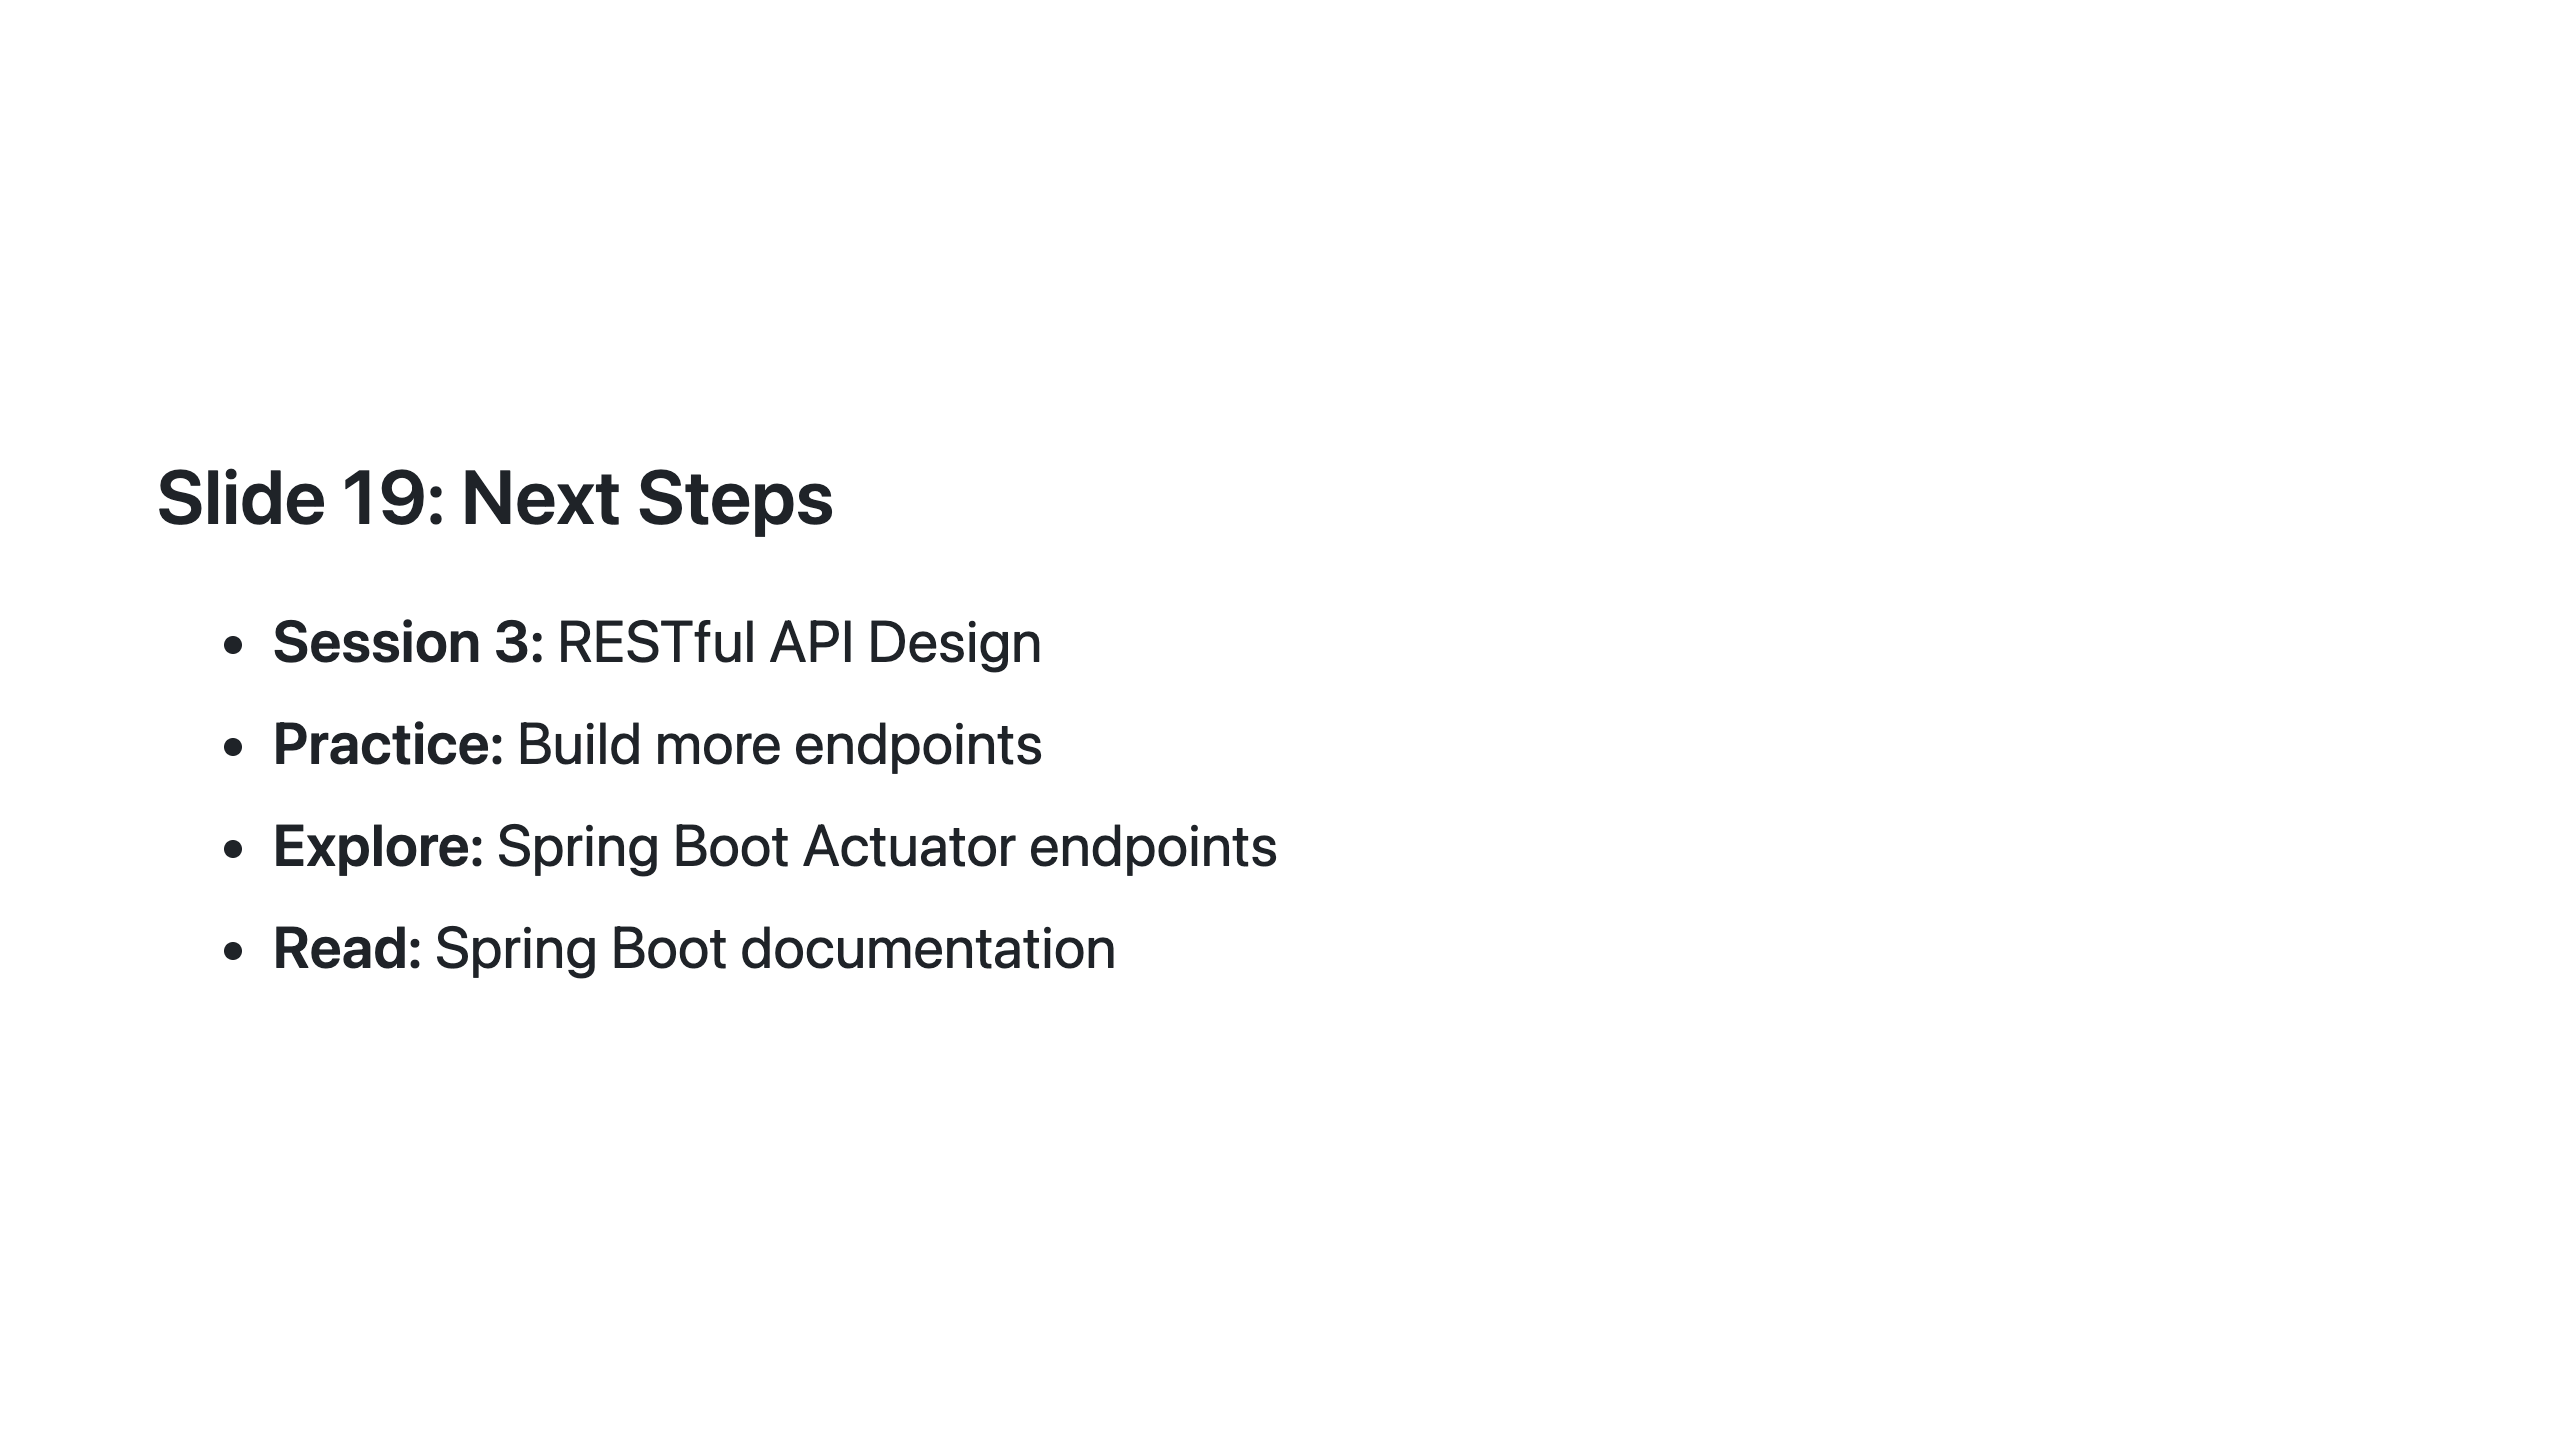 Slide 19: Next Steps
• Session 3: RESTful API Design
• Practice: Build more endpoints
• Explore: Spring Boot Actuator endpoints
• Read: Spring Boot documentation